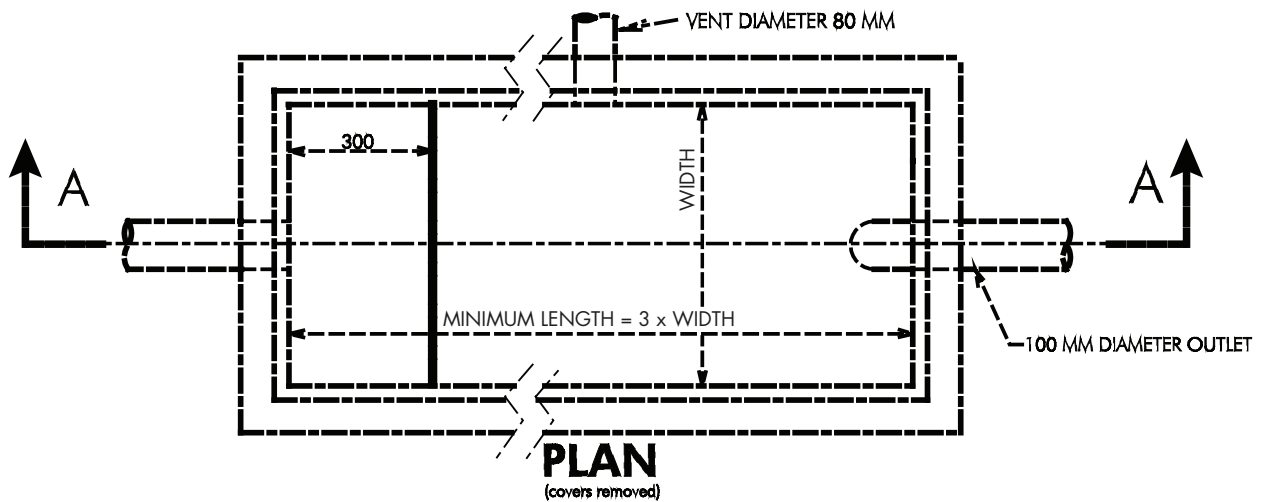 VENT DIAMETER 80 MM
300
A
WIDTH
A
MINIMUM LENGTH = 3 x WIDTH
100 MM DIAMETER OUTLET
PLAN
(covers removed)